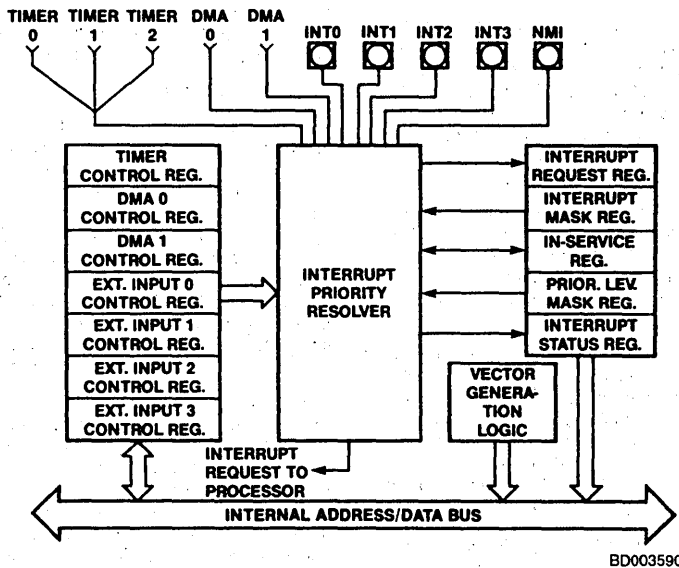 TIMER TIMER TIMER DMA DMA
0 1 2 0 1
INT0 INT1 INT2 INT3 NMI
TIMER
CONTROL REG.
DMA 0
CONTROL REG.
DMA 1
CONTROL REG.
EXT. INPUT 0
CONTROL REG.
EXT. INPUT 1
CONTROL REG.
EXT. INPUT 2
CONTROL REG.
EXT. INPUT 3
CONTROL REG.
INTERRUPT
PRIORITY
RESOLVER
INTERRUPT
REQUEST REG.
INTERRUPT
MASK REG.
IN-SERVICE
REG.
PRIOR. LEV.
MASK REG.
INTERRUPT
STATUS REG.
VECTOR
GENERA-
TION
LOGIC
INTERRUPT
REQUEST TO
PROCESSOR
INTERNAL ADDRESS/DATA BUS
BD003590